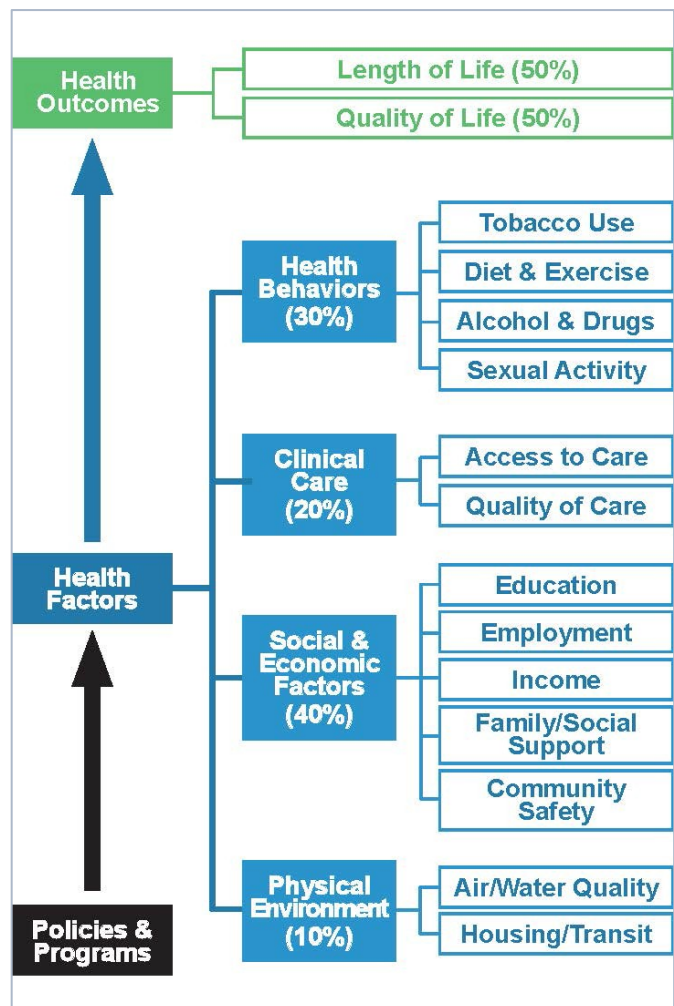 Health
Outcomes
Length of Life (50%)
Quality of Life (50%)
Health
Behaviors
(30%)
Tobacco Use
Diet & Exercise
Alcohol & Drugs
Sexual Activity
Clinical
Care
(20%)
Access to Care
Quality of Care
Health
Factors
Social &
Economic
Factors
(40%)
Education
Employment
Income
Family/Social
Support
Community
Safety
Physical
Environment
(10%)
Air/Water Quality
Housing/Transit
Policies &
Programs